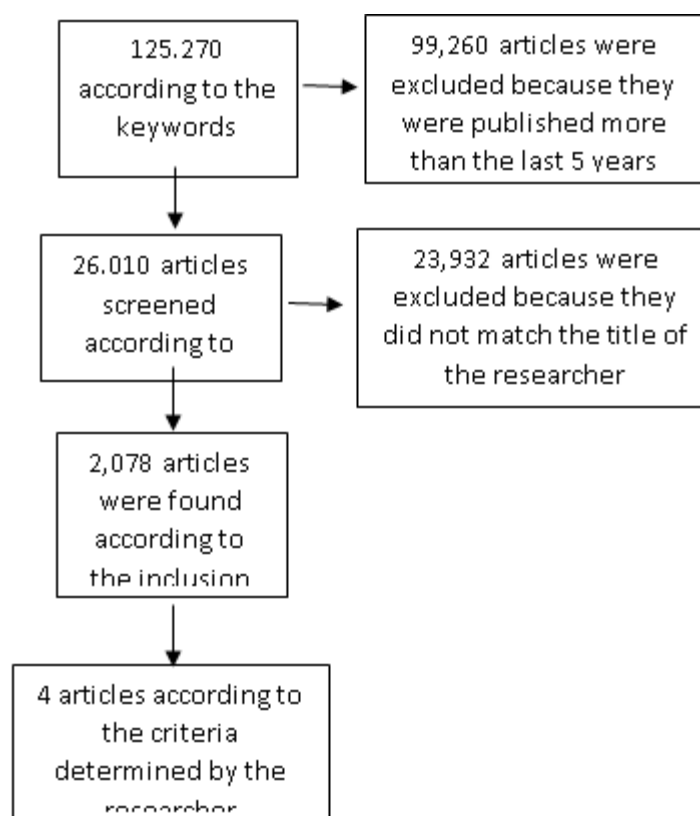 125.270
according to the
keywords
99,260 articles were
excluded because they
were published more
than the last 5 years
26.010 articles
screened
according to
23,932 articles were
excluded because they
did not match the title of
the researcher
2,078 articles
were found
according to
the inclusion
4 articles according to
the criteria
determined by the
researcher